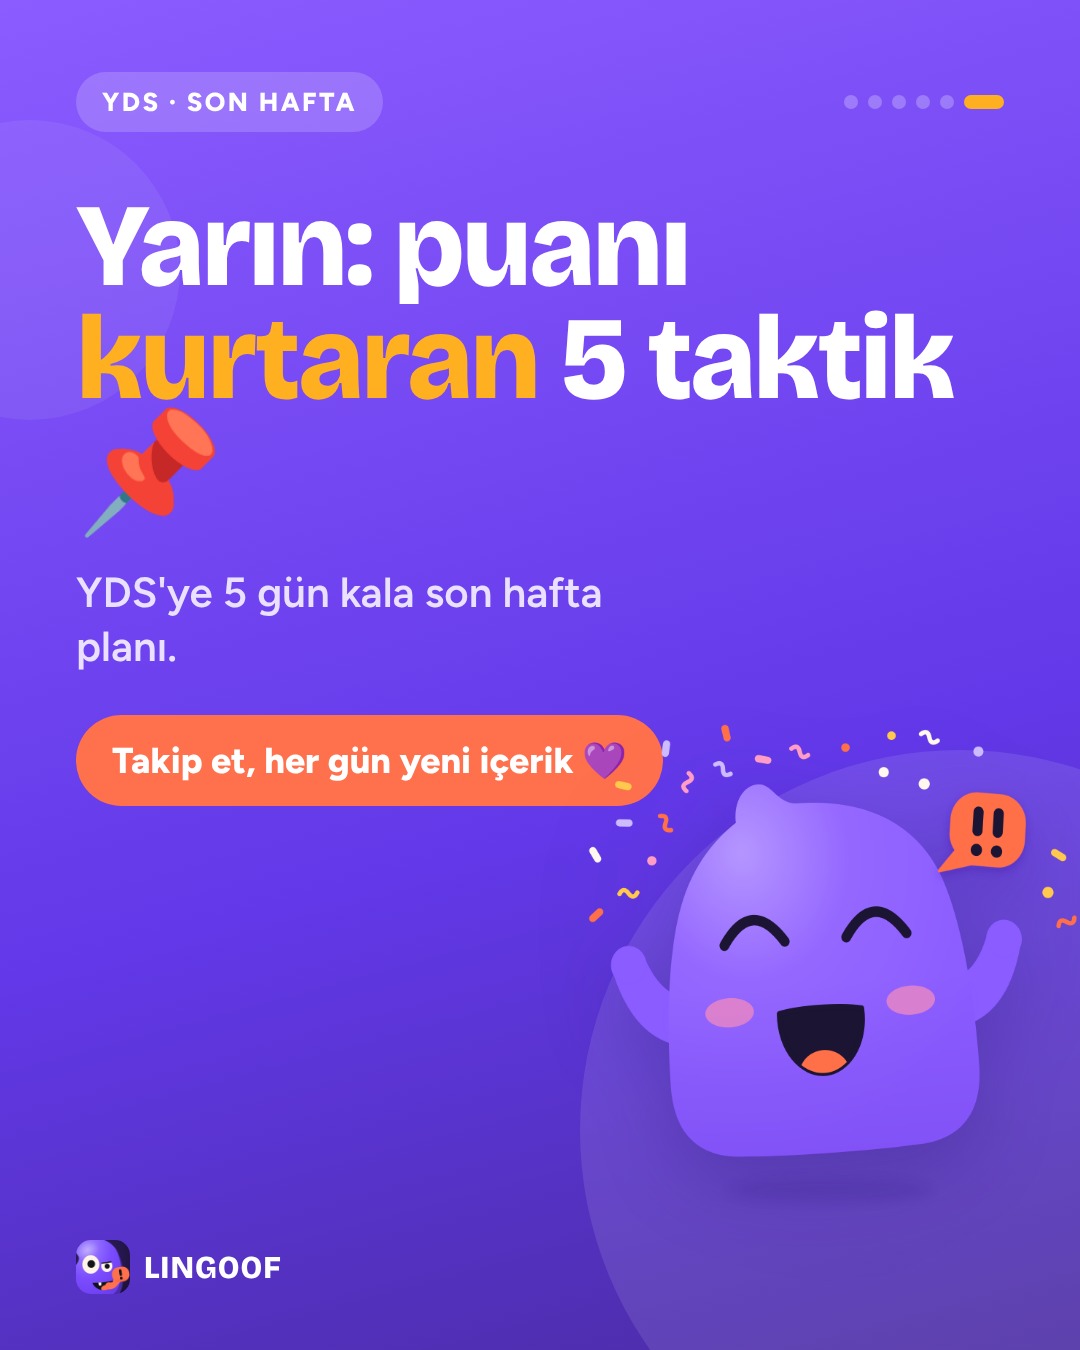 YDS · SON HAFTA
Yarın: puanı
kurtaran 5 taktik
📌
YDS'ye 5 gün kala son hafta
planı.
Takip et, her gün yeni içerik 💜
!!
LINGOOF